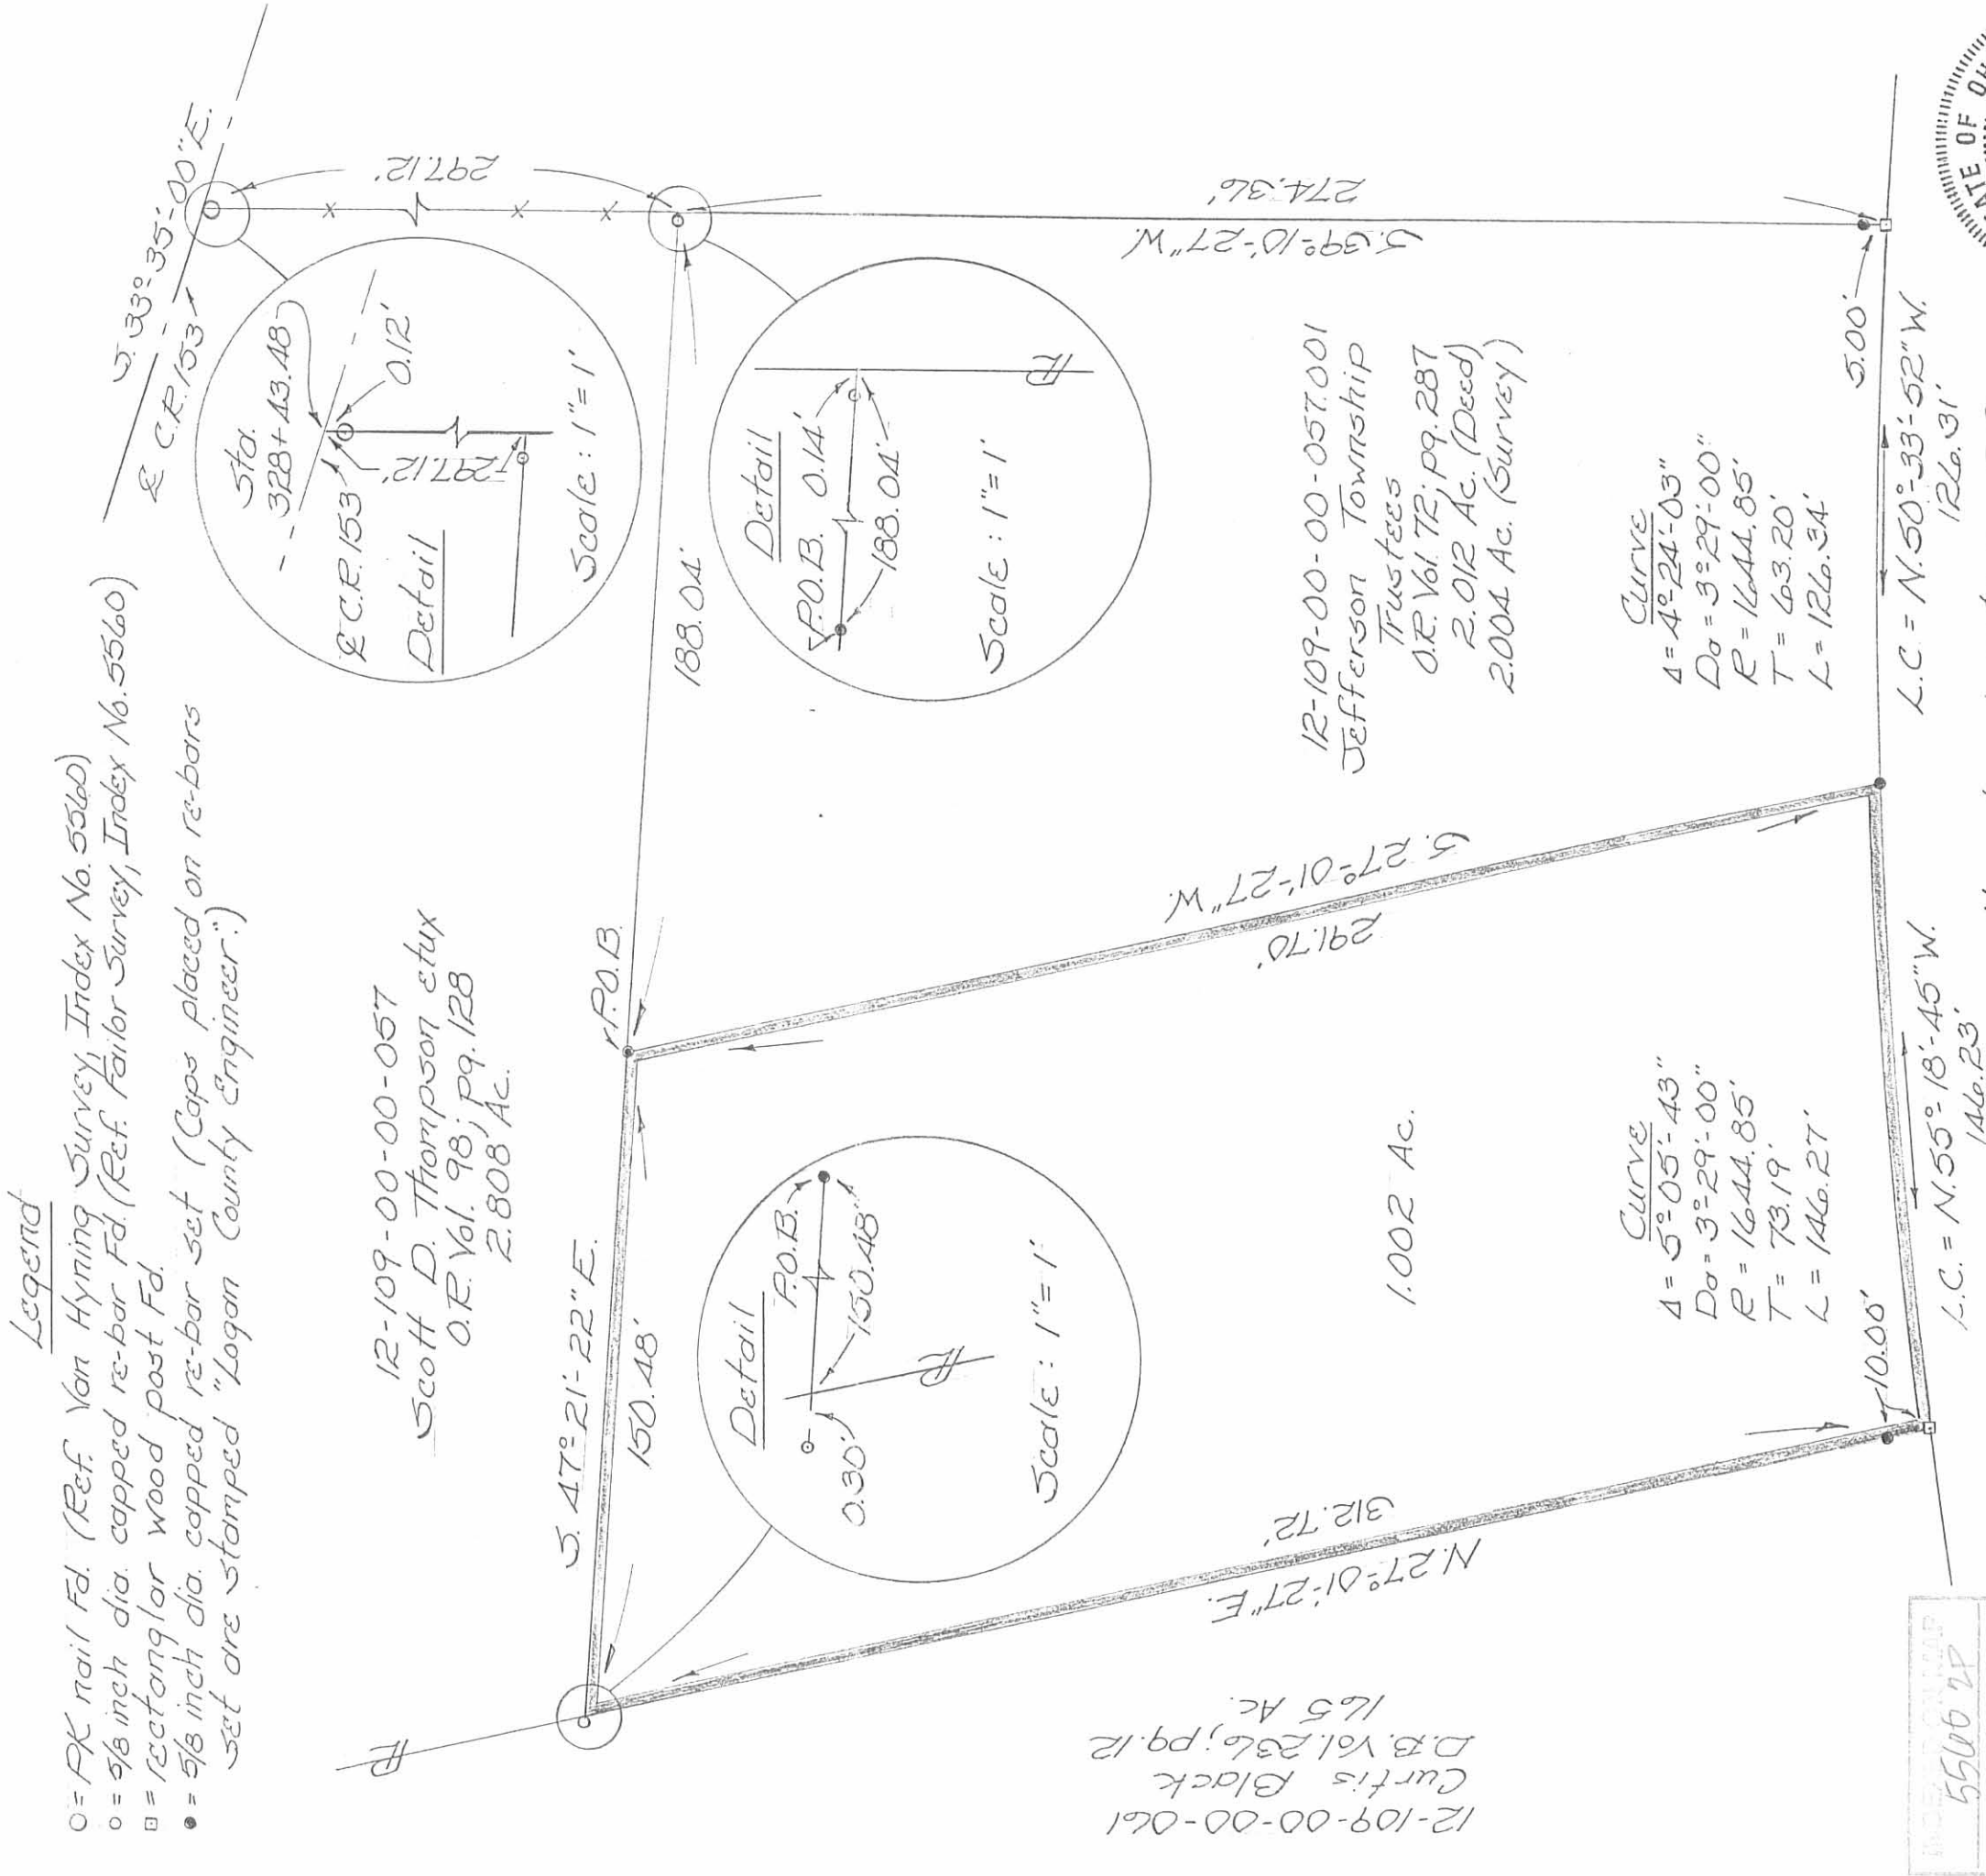 Legend
O = PK nail Fd. (Ref. Van Hyning Survey, Index No. 5560)
o = 5/8 inch dia. capped re-bar Fd. (Ref. Failor Survey, Index No. 5560)
⊡ = rectanglar wood post Fd.
● = 5/8 inch dia. capped re-bar set (Caps placed on re-bars
set are stamped "Logan County Engineer.")
S. 33°-35'-00" E.
℄ C.R. 153
297.12'
Sta.
328+43.48
0.12'
℄ C.R. 153
297.12'
Detail
Scale : 1"=1'
12-109-00-00-057
Scott D. Thompson etux
O.R. Vol. 98; pg. 128
2.808 Ac.
188.04'
P.O.B.
S. 47°-21'-22" E.
150.48'
Detail
P.O.B. 0.14'
188.04'
PL
Scale : 1"=1'
Detail
P.O.B.
150.48'
0.30'
PL
Scale : 1"=1'
S. 39°-10'-27" W.
274.36'
S. 27°-01'-27" W.
291.70'
12-109-00-00-057.001
Jefferson Township
Trustees
O.R. Vol. 72; pg. 287
2.012 Ac. (Deed)
2.004 Ac. (Survey)
1.002 Ac.
PL
N. 27°-01'-27" E.
312.72'
12-109-00-00-061
Curtis Black
D.B. Vol. 236; pg. 12
165 Ac.
Curve
Δ = 4°-24'-03"
Da = 3°-29'-00"
R = 1644.85'
T = 63.20'
L = 126.34'
Curve
Δ = 5°-05'-43"
Da = 3°-29'-00"
R = 1644.85'
T = 73.19'
L = 146.27'
5.00'
10.00'
L.C. = N. 50°-33'-52" W.
126.31'
L.C. = N. 55°-18'-45" W.
146.23'
STATE OF OH
5560 2P